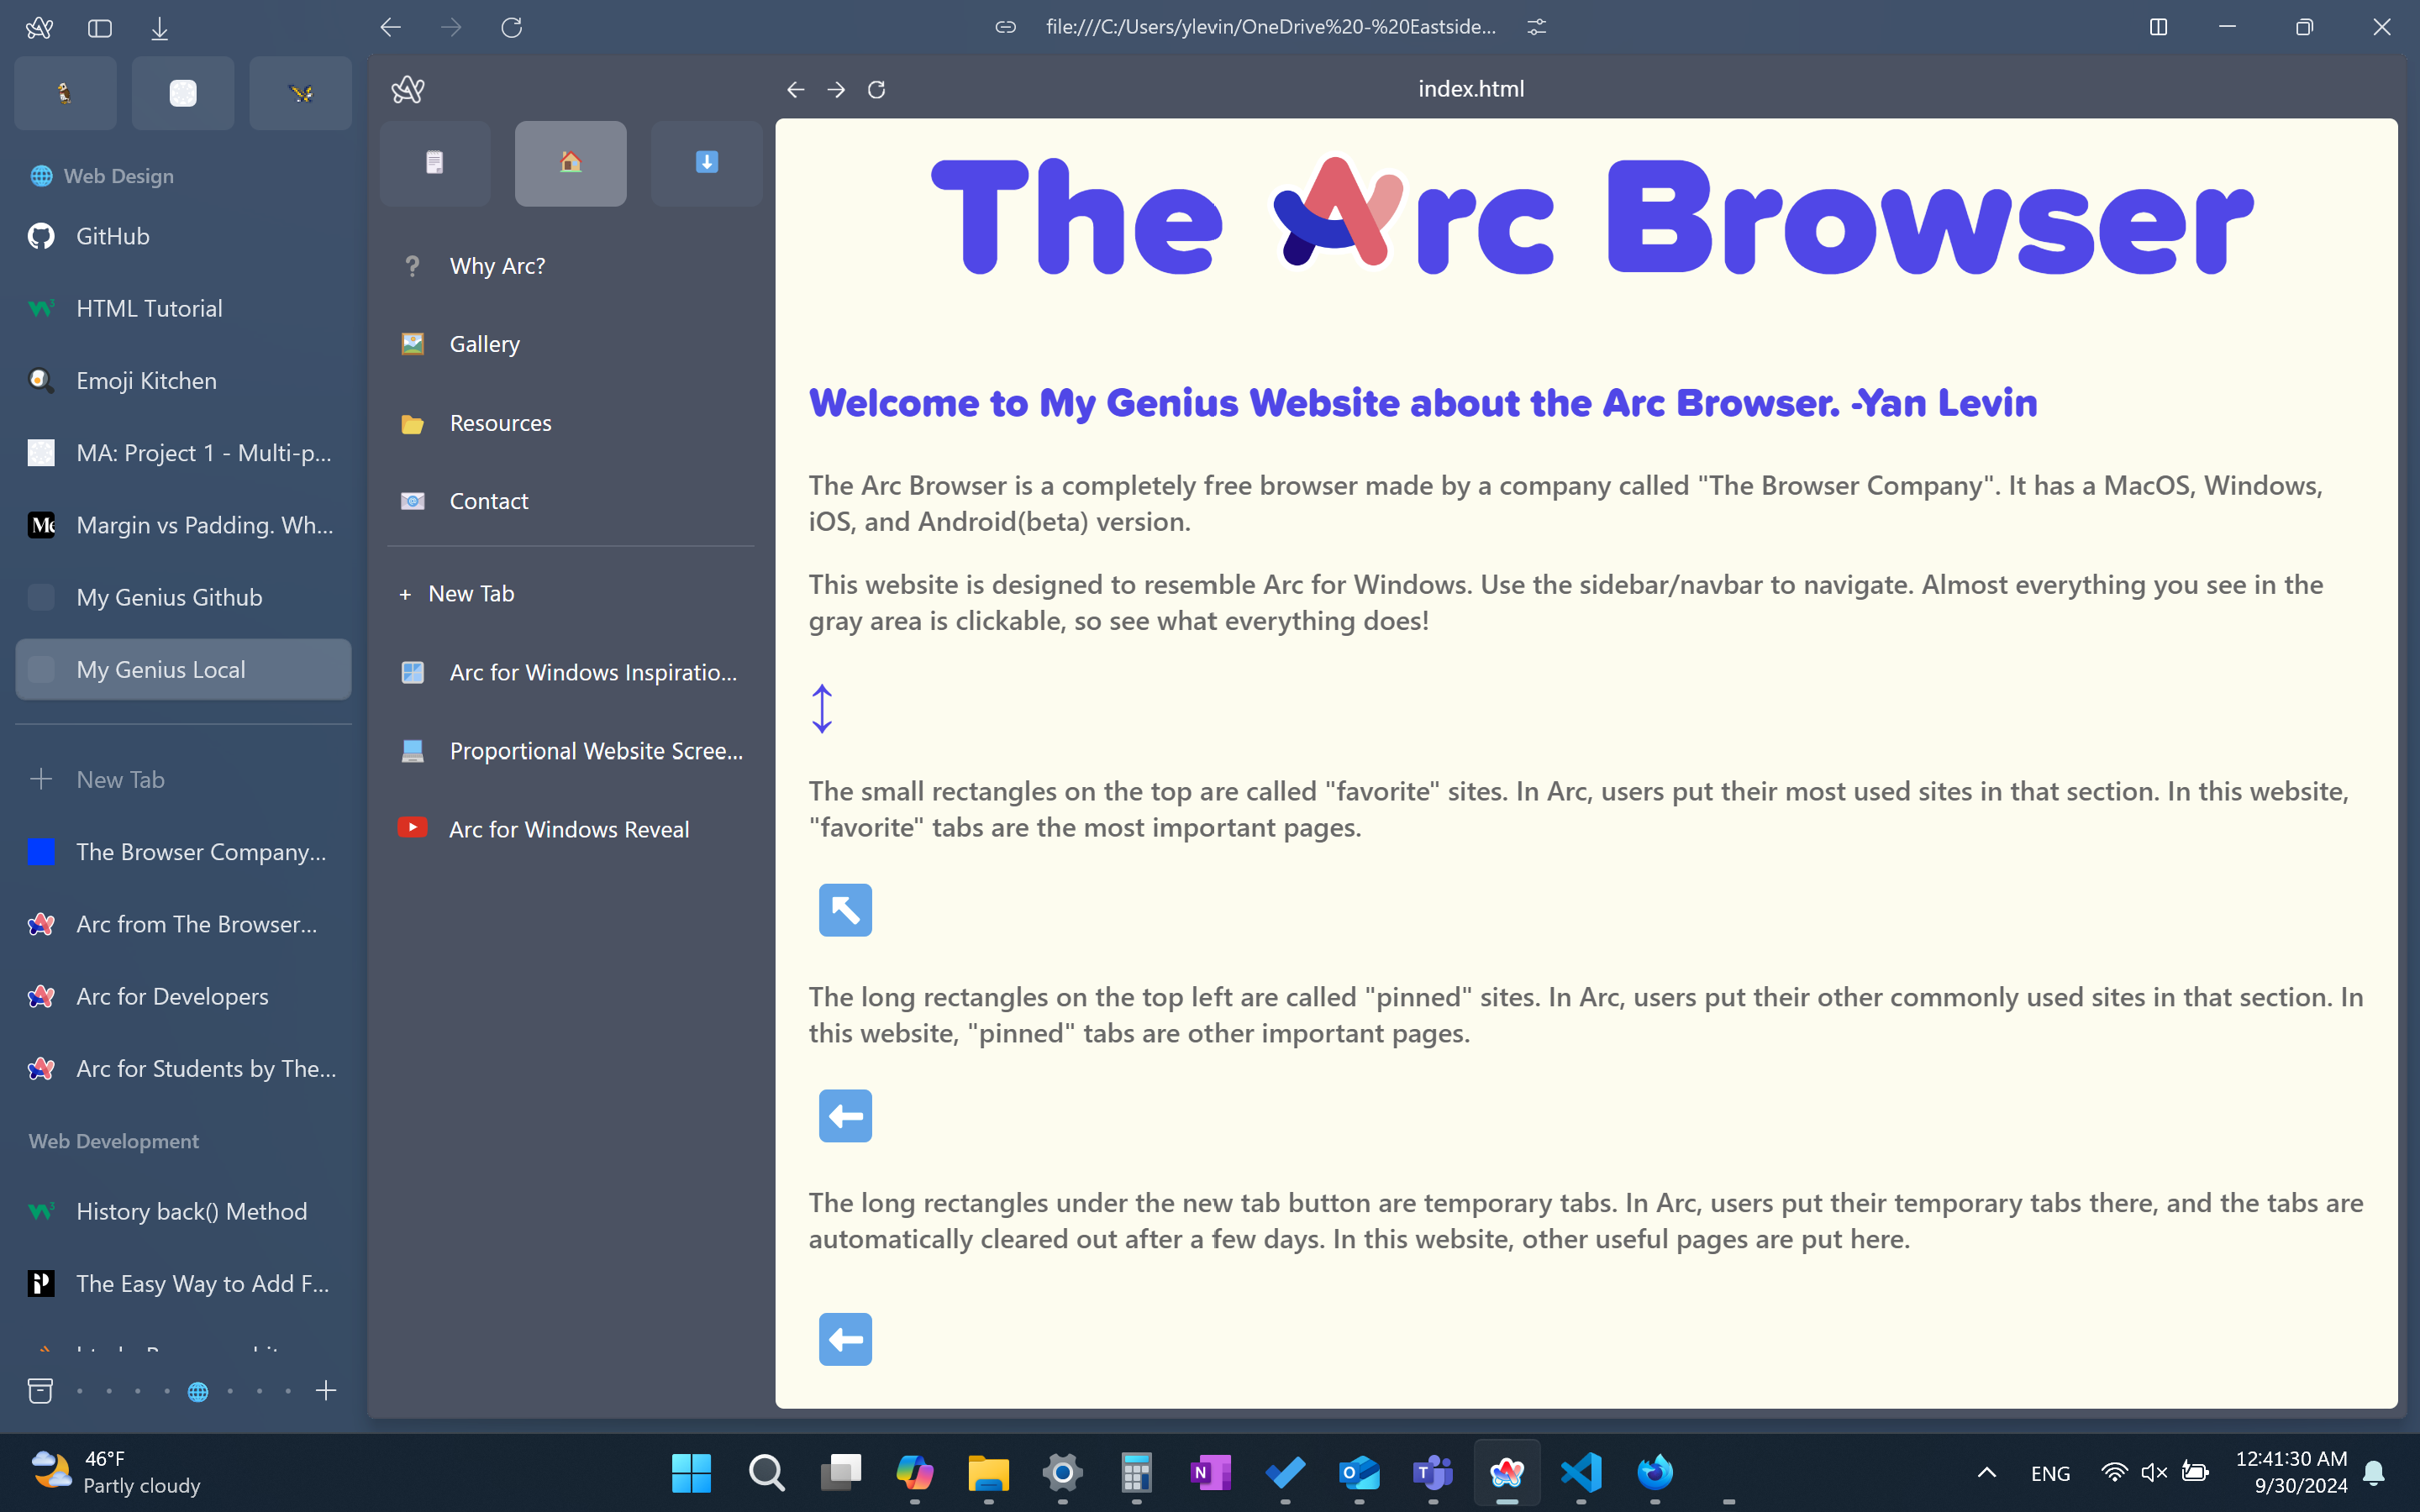 file:///C:/Users/ylevin/OneDrive%20-%20Eastside...
Web Design
GitHub
HTML Tutorial
Emoji Kitchen
MA: Project 1 - Multi-p...
Margin vs Padding. Wh...
My Genius Github
My Genius Local
New Tab
The Browser Company...
Arc from The Browser...
Arc for Developers
Arc for Students by The...
Web Development
History back() Method
The Easy Way to Add F...
index.html
Why Arc?
Gallery
Resources
Contact
+ New Tab
Arc for Windows Inspiratio...
Proportional Website Scree...
Arc for Windows Reveal
The Arc Browser
Welcome to My Genius Website about the Arc Browser. -Yan Levin
The Arc Browser is a completely free browser made by a company called "The Browser Company". It has a MacOS, Windows,
iOS, and Android(beta) version.
This website is designed to resemble Arc for Windows. Use the sidebar/navbar to navigate. Almost everything you see in the
gray area is clickable, so see what everything does!
The small rectangles on the top are called "favorite" sites. In Arc, users put their most used sites in that section. In this website,
"favorite" tabs are the most important pages.
The long rectangles on the top left are called "pinned" sites. In Arc, users put their other commonly used sites in that section. In
this website, "pinned" tabs are other important pages.
The long rectangles under the new tab button are temporary tabs. In Arc, users put their temporary tabs there, and the tabs are
automatically cleared out after a few days. In this website, other useful pages are put here.
46°F
Partly cloudy
ENG
12:41:30 AM
9/30/2024